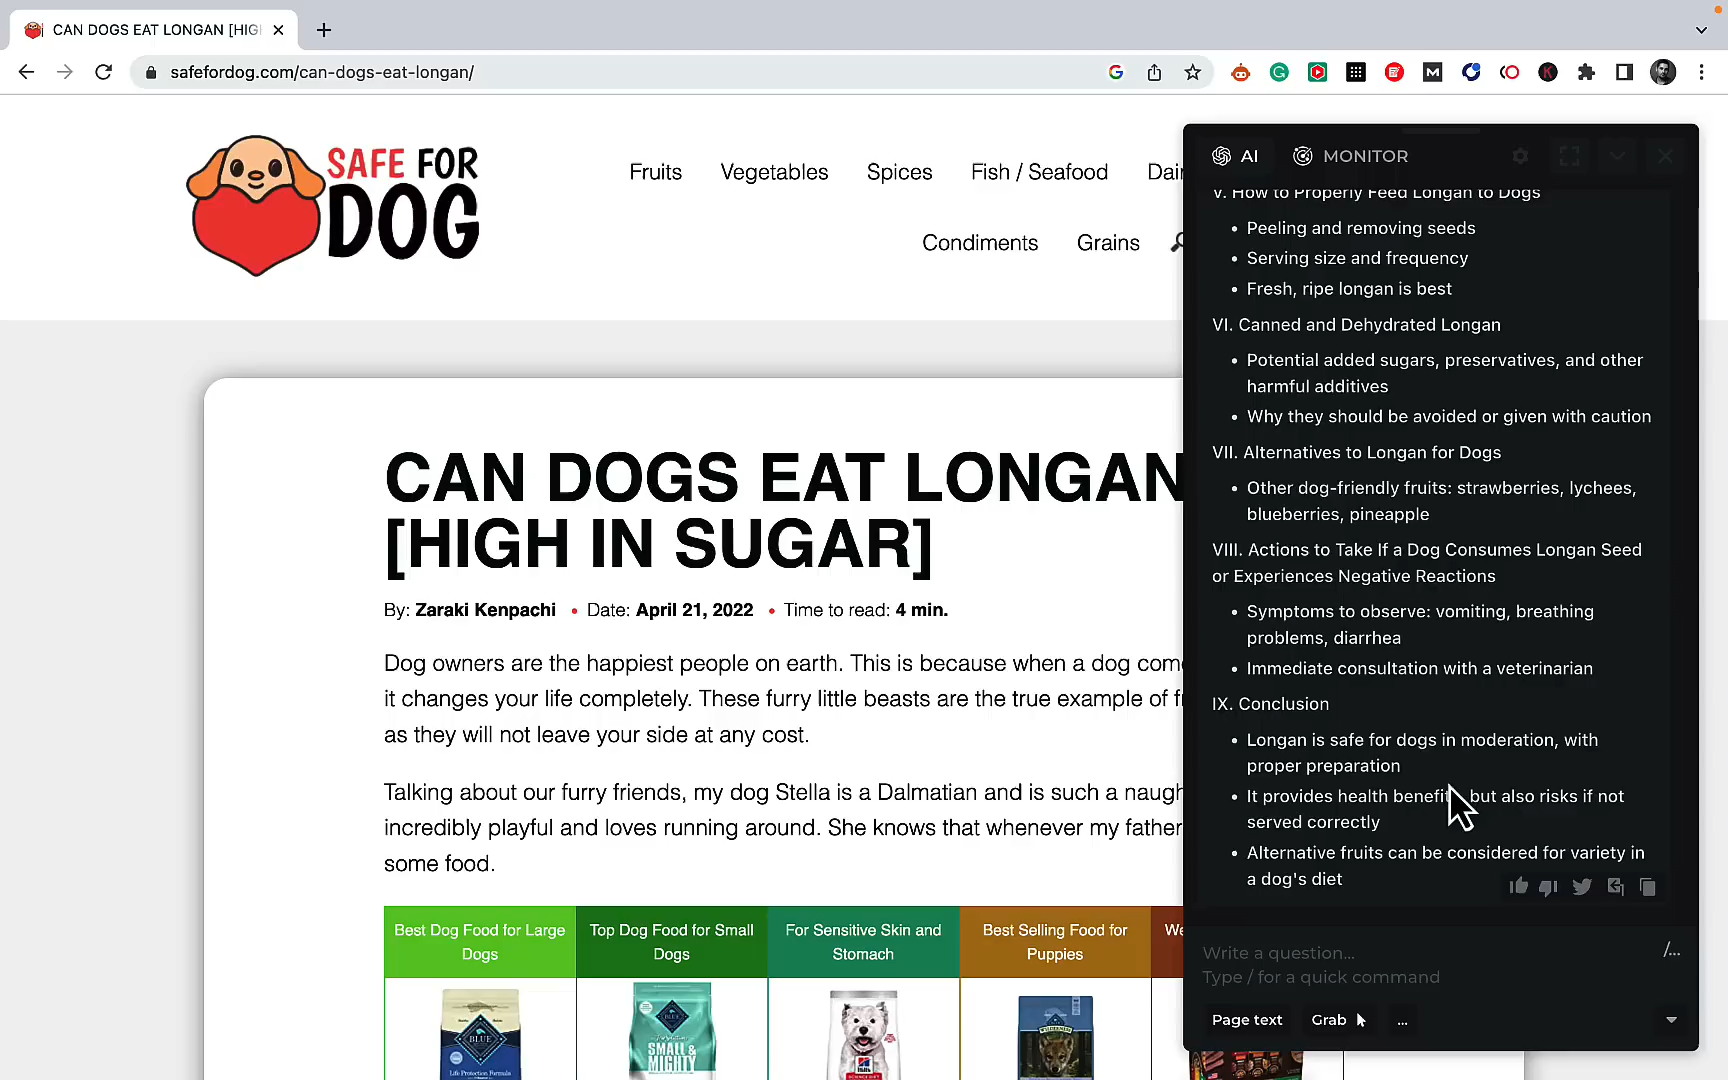 CAN DOGS EAT LONGAN [HIG
safefordog.com/can-dogs-eat-longan/
SAFE FOR
DOG
Fruits
Vegetables
Spices
Fish / Seafood
Dair
Condiments
Grains
CAN DOGS EAT LONGAN
[HIGH IN SUGAR]
By: Zaraki Kenpachi • Date: April 21, 2022 • Time to read: 4 min.
Dog owners are the happiest people on earth. This is because when a dog com
it changes your life completely. These furry little beasts are the true example of f
as they will not leave your side at any cost.
Talking about our furry friends, my dog Stella is a Dalmatian and is such a naugh
incredibly playful and loves running around. She knows that whenever my father
some food.
Best Dog Food for Large
Dogs
Top Dog Food for Small
Dogs
For Sensitive Skin and
Stomach
Best Selling Food for
Puppies
We
BLUE
Life Protection Formula
BLUE
SMALL &
MIGHTY
Hill's
BLUE
AI
MONITOR
V. How to Properly Feed Longan to Dogs
• Peeling and removing seeds
• Serving size and frequency
• Fresh, ripe longan is best
VI. Canned and Dehydrated Longan
• Potential added sugars, preservatives, and other
harmful additives
• Why they should be avoided or given with caution
VII. Alternatives to Longan for Dogs
• Other dog-friendly fruits: strawberries, lychees,
blueberries, pineapple
VIII. Actions to Take If a Dog Consumes Longan Seed
or Experiences Negative Reactions
• Symptoms to observe: vomiting, breathing
problems, diarrhea
• Immediate consultation with a veterinarian
IX. Conclusion
• Longan is safe for dogs in moderation, with
proper preparation
• It provides health benefit but also risks if not
served correctly
• Alternative fruits can be considered for variety in
a dog's diet
Write a question...
Type / for a quick command
/...
Page text
Grab
...